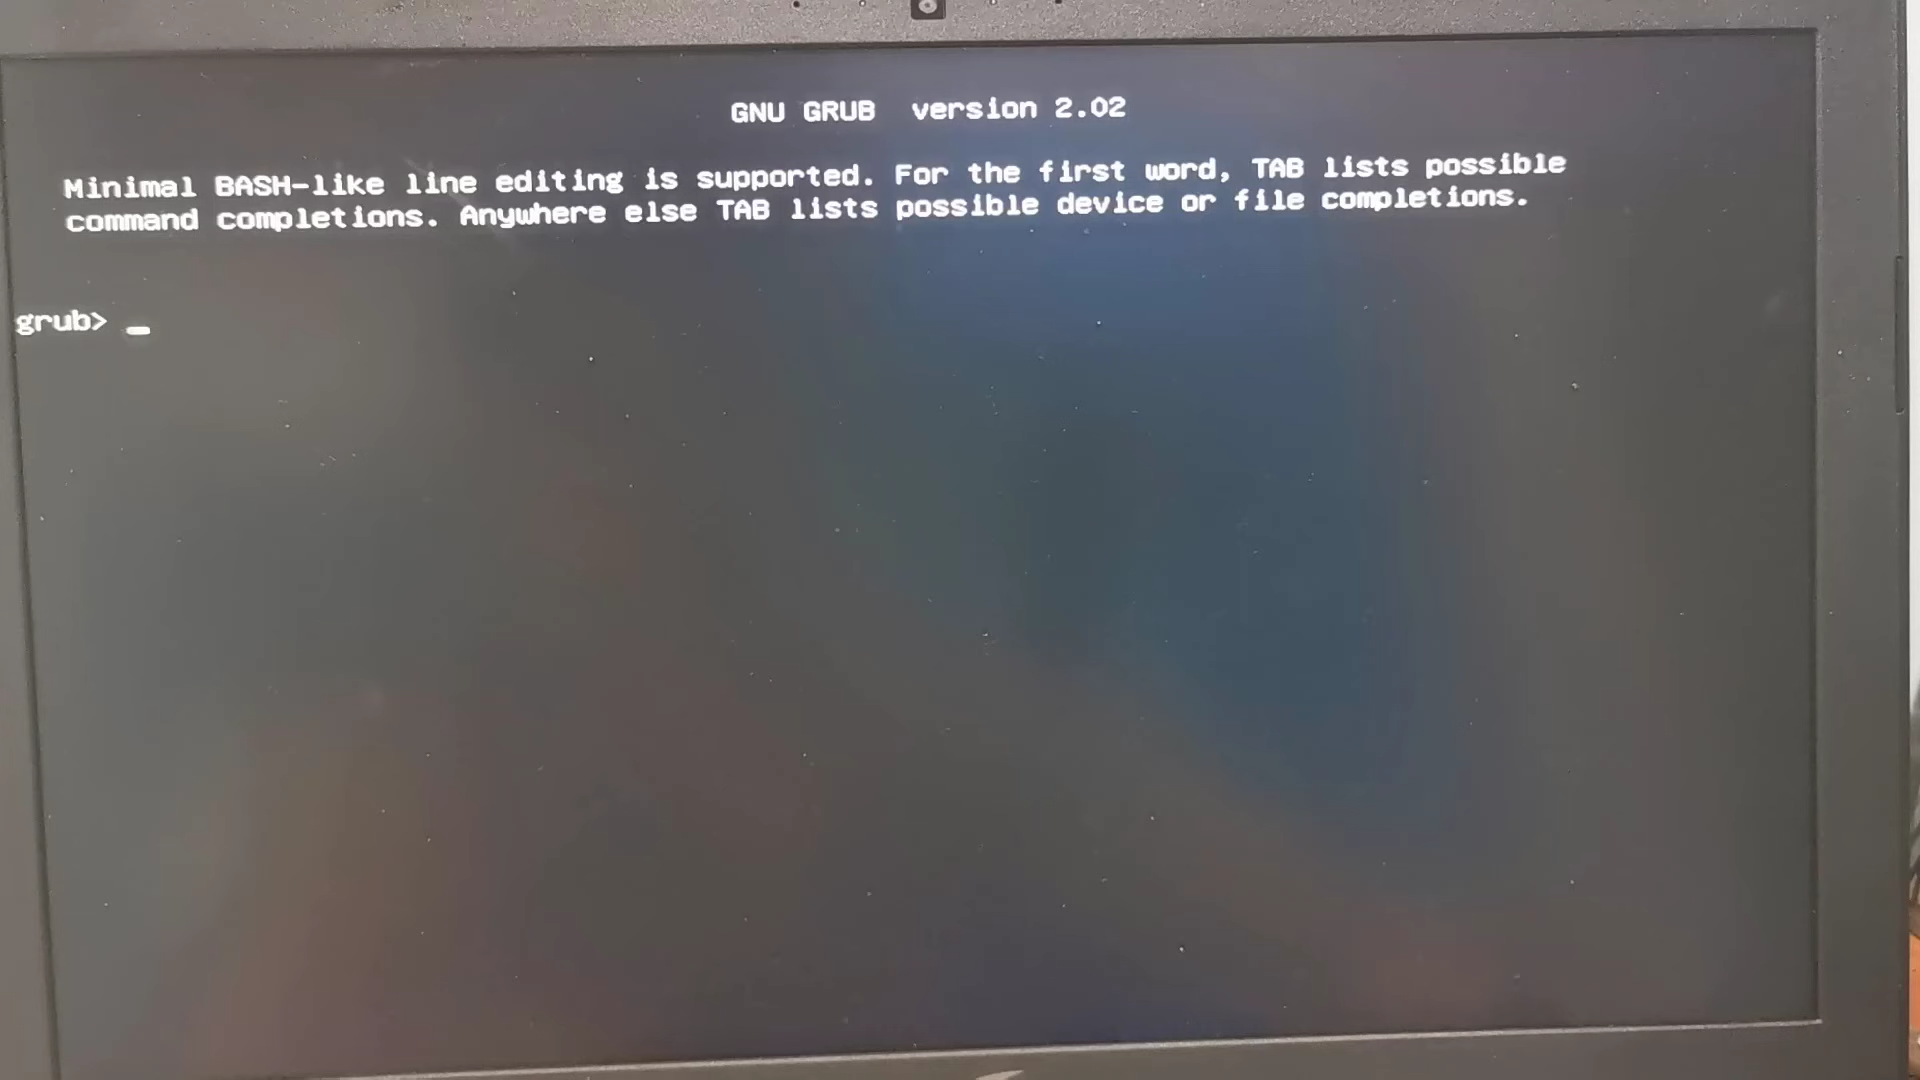 GNU GRUB version 2.02
Minimal BASH-like line editing is supported. For the first word, TAB lists possible
command completions. Anywhere else TAB lists possible device or file completions.
grub> _